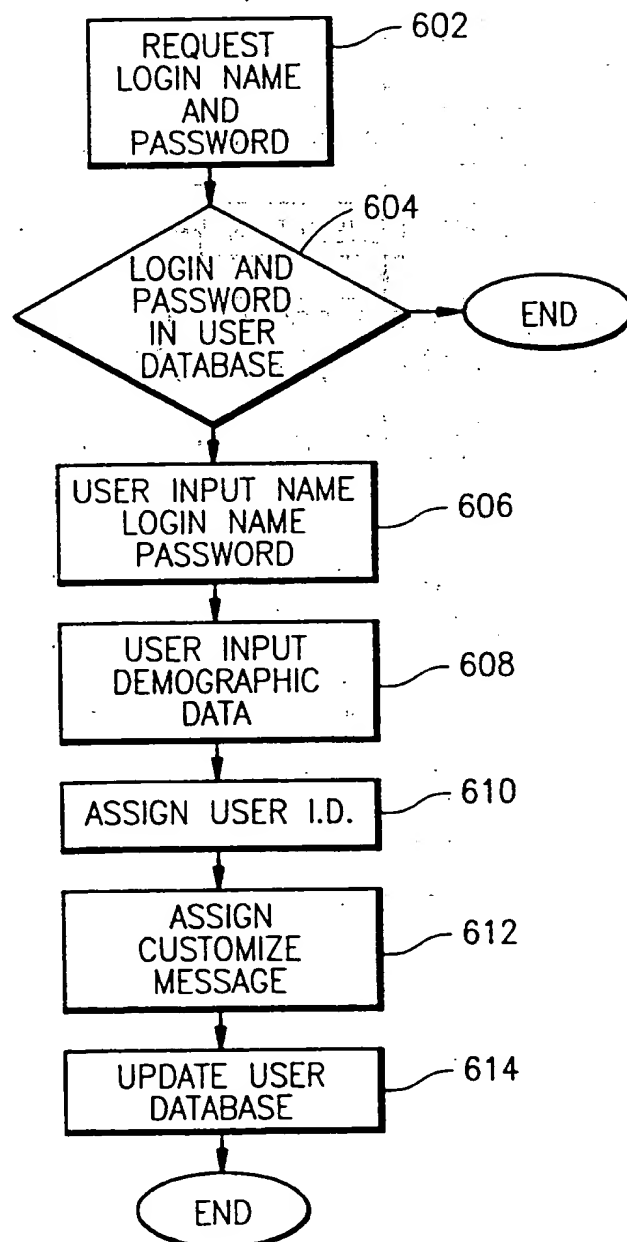 REQUEST
LOGIN NAME
AND
PASSWORD
602
604
LOGIN AND
PASSWORD
IN USER
DATABASE
END
USER INPUT NAME
LOGIN NAME
PASSWORD
606
USER INPUT
DEMOGRAPHIC
DATA
608
ASSIGN USER I.D.
610
ASSIGN
CUSTOMIZE
MESSAGE
612
UPDATE USER
DATABASE
614
END